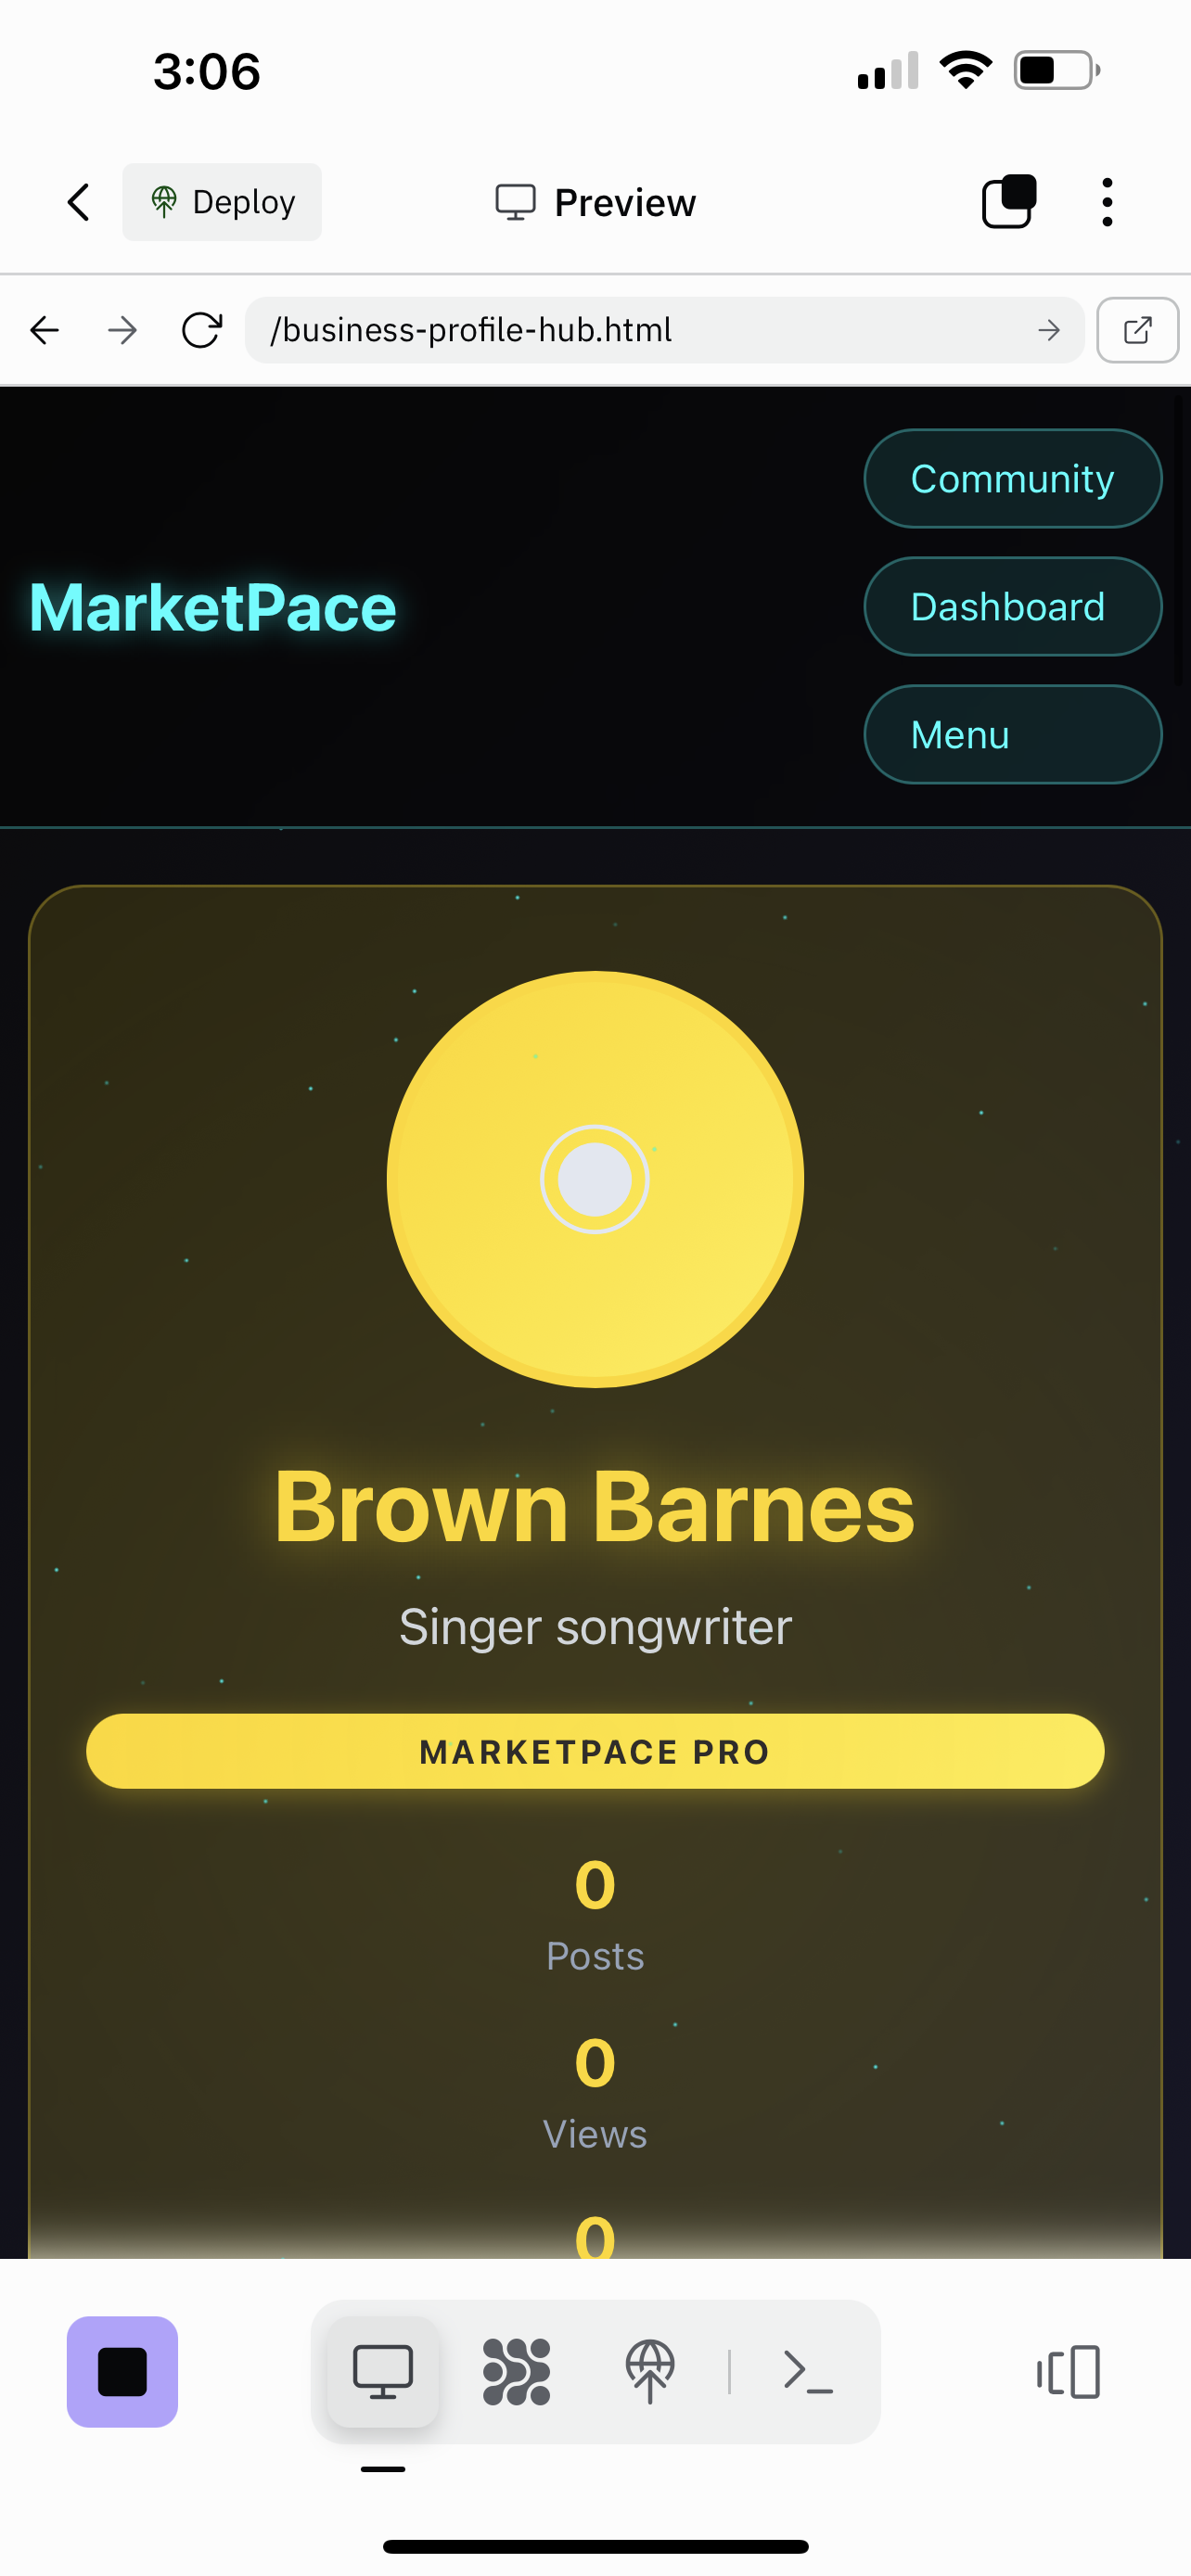 3:06
Deploy
Preview
/business-profile-hub.html
Community
MarketPace
Dashboard
Menu
Brown Barnes
Singer songwriter
MARKETPACE PRO
0
Posts
0
Views
0